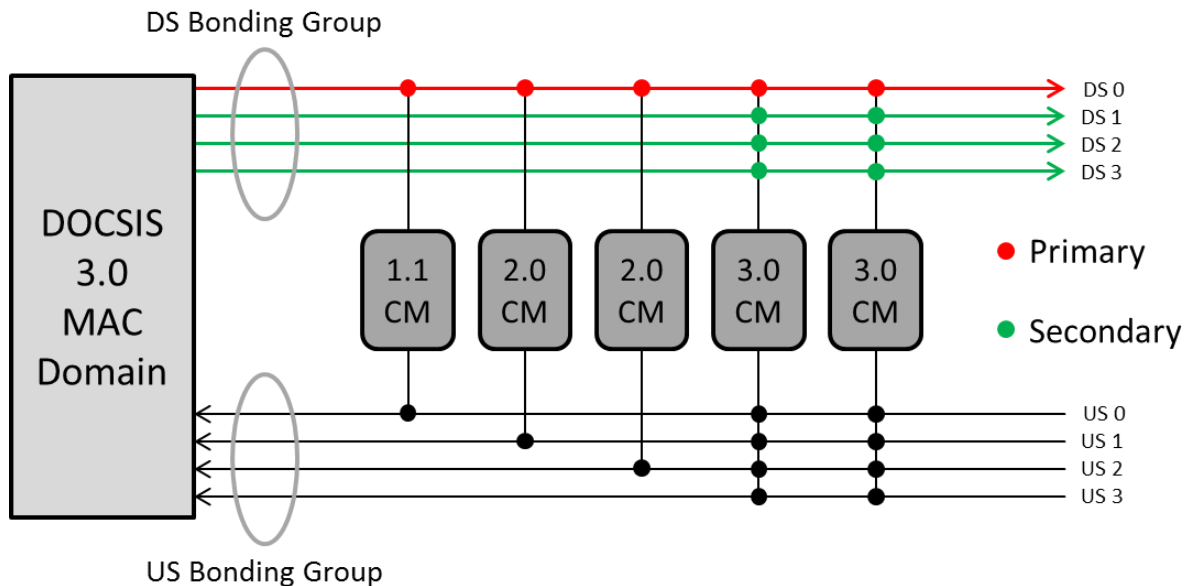 DS Bonding Group
DS 0
DS 1
DS 2
DS 3
DOCSIS
3.0
MAC
Domain
1.1
CM
2.0
CM
2.0
CM
3.0
CM
3.0
CM
Primary
Secondary
US 0
US 1
US 2
US 3
US Bonding Group